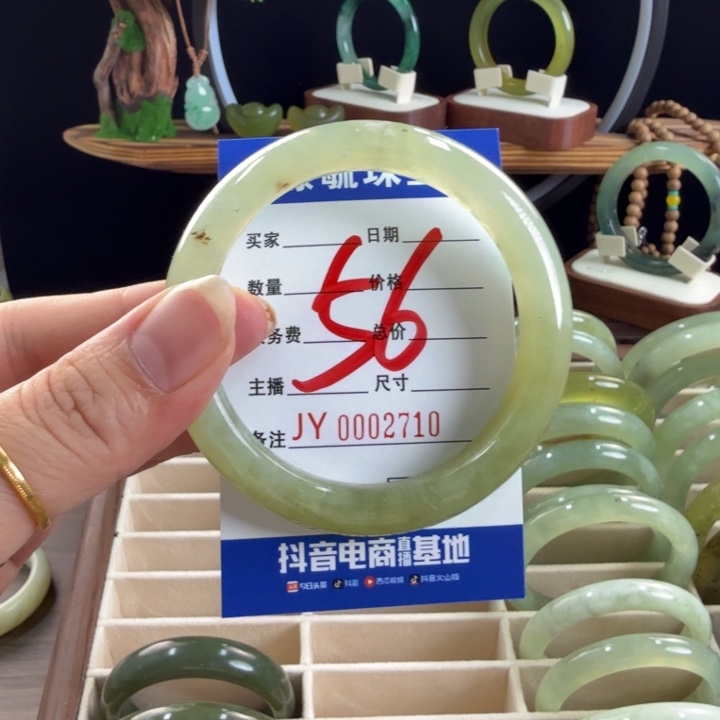 买家 日期
数量 价格
务费 总价
56
主播 尺寸
备注 JY 0002710
抖音电商直播基地
今日头条 抖音 西瓜视频 抖音火山版